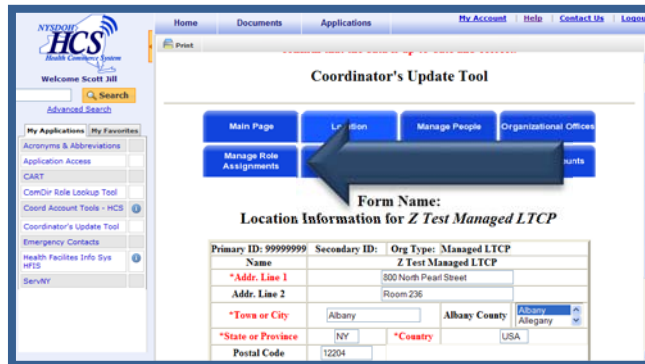 NYSDOH
HCS
Health Commerce System
Welcome Scott Jill
Search
Advanced Search
My Applications My Favorites
Acronyms & Abbreviations
Application Access
CART
ComDir Role Lookup Tool
Coord Account Tools - HCS
Coordinator's Update Tool
Emergency Contacts
Health Facilites Info Sys
HFIS
ServNY
Home Documents Applications My Account Help Contact Us Logou
Print
Coordinator's Update Tool
Main Page Location Manage People Organizational Offices
Manage Role
Assignments
Form Name:
Location Information for Z Test Managed LTCP
Primary ID: 99999999 Secondary ID: Org Type: Managed LTCP
Name Z Test Managed LTCP
*Addr. Line 1 800 North Pearl Street
Addr. Line 2 Room 236
*Town or City Albany Albany County Albany
Allegany
*State or Province NY *Country USA
Postal Code 12204